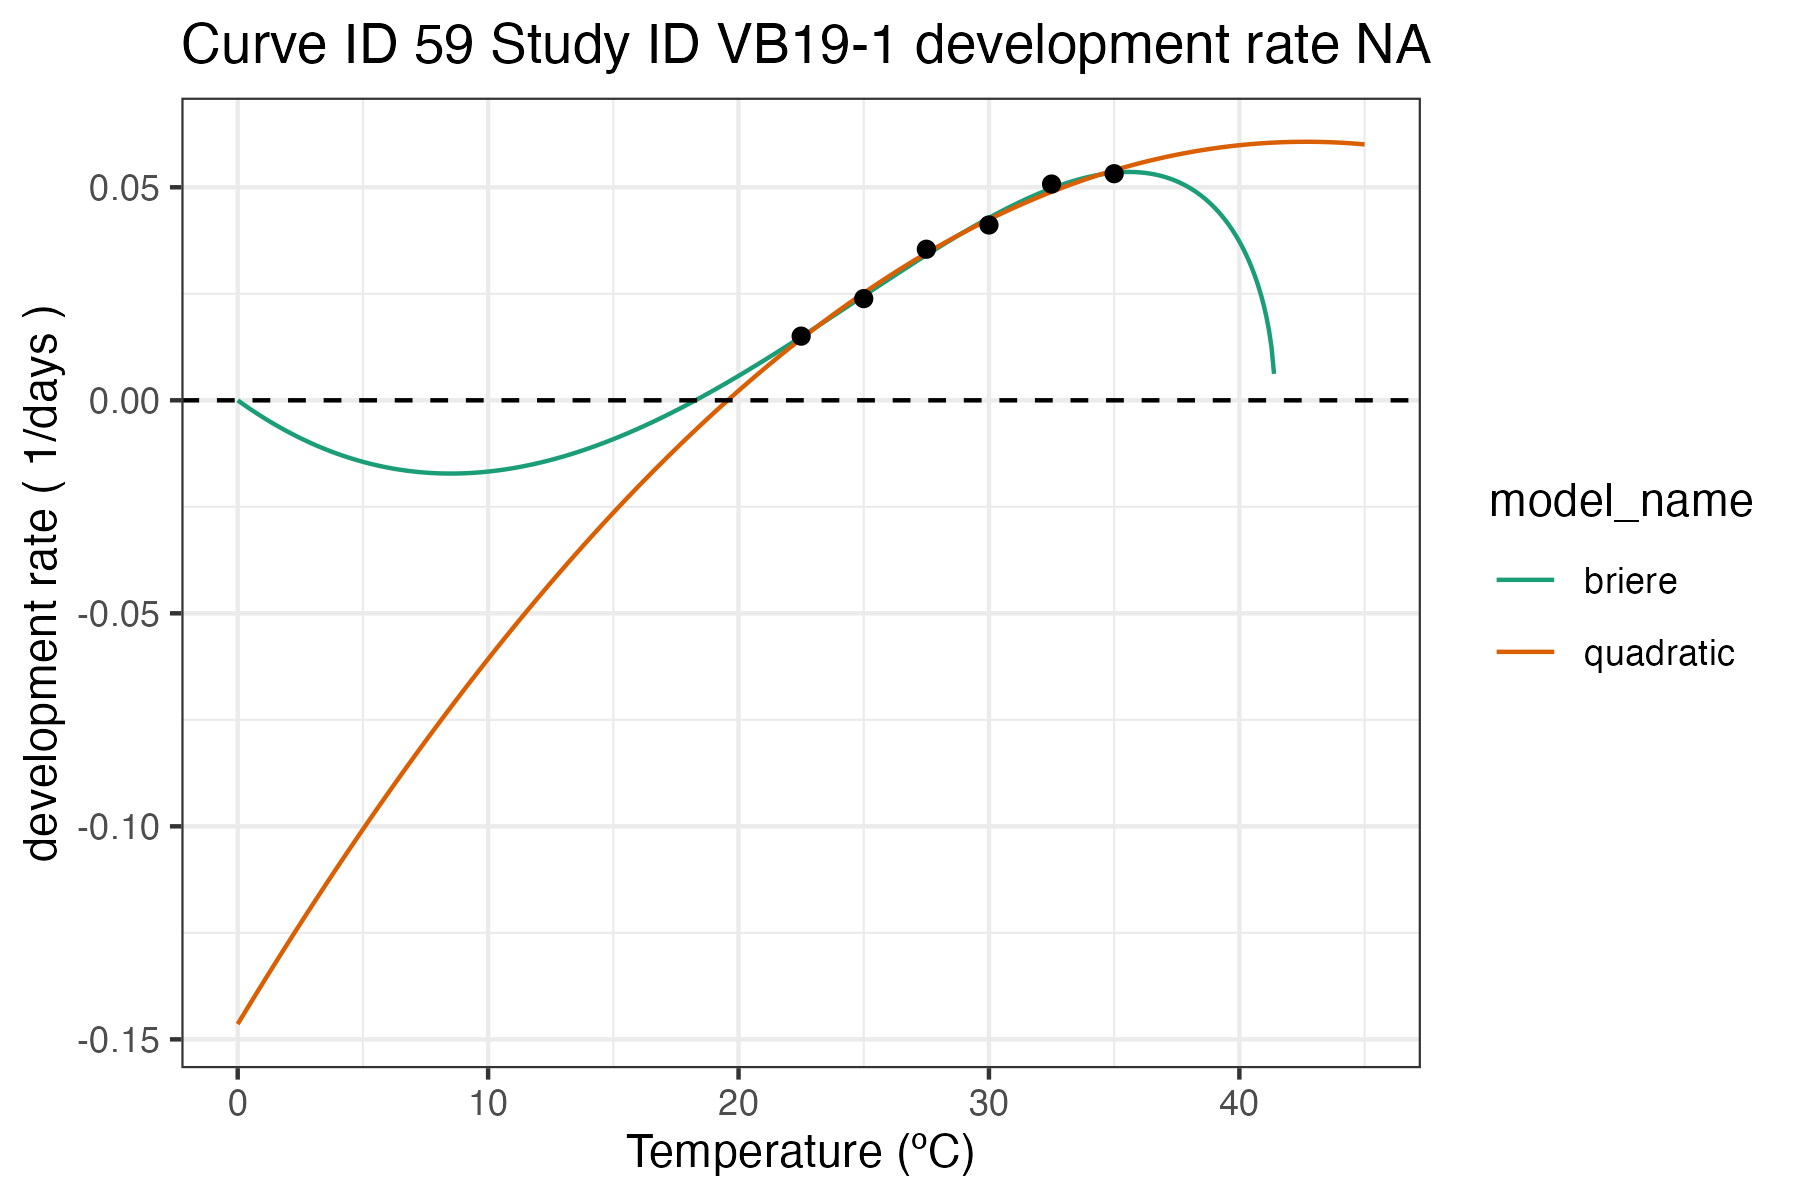 Curve ID 59 Study ID VB19-1 development rate NA
development rate ( 1/days )
0.05
0.00
-0.05
-0.10
-0.15
0 10 20 30 40
Temperature (ºC)
model_name
briere
quadratic